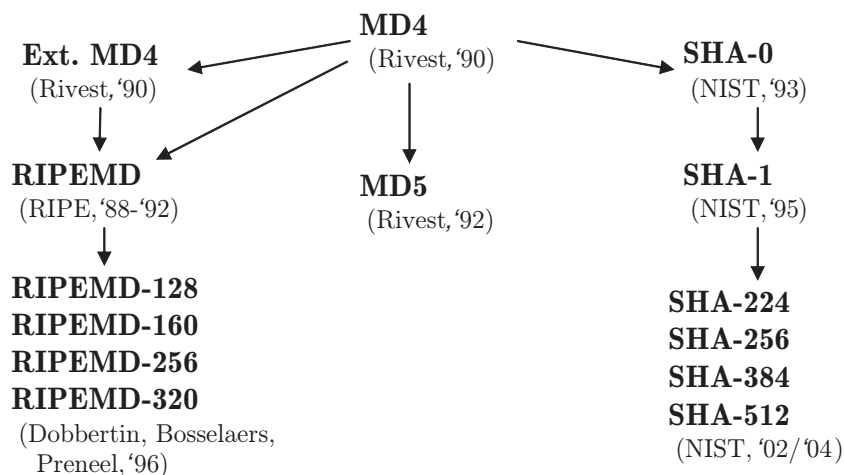 MD4
(Rivest,‘90)
Ext. MD4
(Rivest,‘90)
SHA-0
(NIST,‘93)
RIPEMD
(RIPE,‘88-‘92)
MD5
(Rivest,‘92)
SHA-1
(NIST,‘95)
RIPEMD-128
RIPEMD-160
RIPEMD-256
RIPEMD-320
(Dobbertin, Bosselaers,
Preneel,‘96)
SHA-224
SHA-256
SHA-384
SHA-512
(NIST, ‘02/‘04)